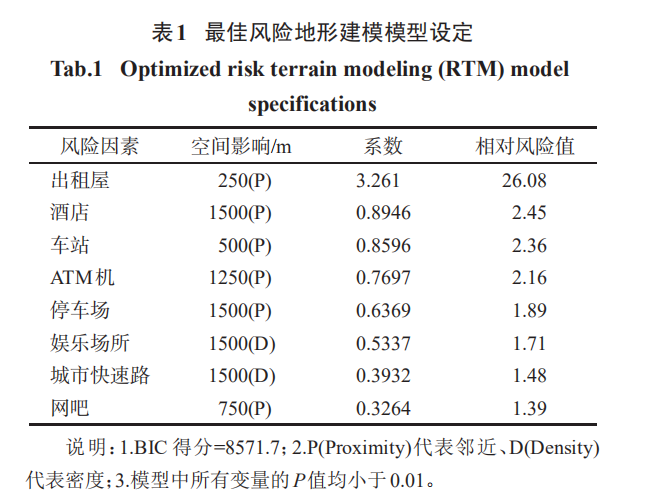 表1 最佳风险地形建模模型设定
Tab.1 Optimized risk terrain modeling (RTM) model
specifications
风险因素 空间影响/m 系数 相对风险值
出租屋 250(P) 3.261 26.08
酒店 1500(P) 0.8946 2.45
车站 500(P) 0.8596 2.36
ATM机 1250(P) 0.7697 2.16
停车场 1500(P) 0.6369 1.89
娱乐场所 1500(D) 0.5337 1.71
城市快速路 1500(D) 0.3932 1.48
网吧 750(P) 0.3264 1.39
说明：1.BIC 得分=8571.7；2.P(Proximity)代表邻近、D(Density)
代表密度；3.模型中所有变量的P值均小于0.01。